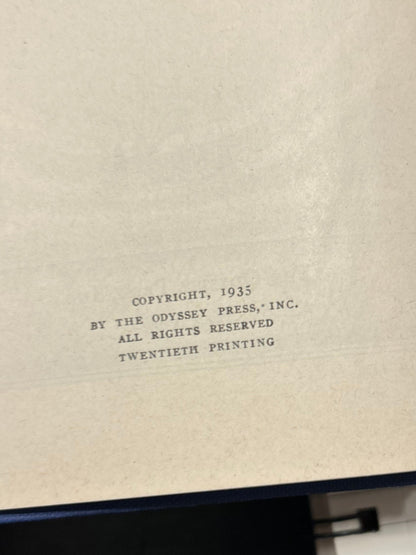 COPYRIGHT, 1935
BY THE ODYSSEY PRESS, INC.
ALL RIGHTS RESERVED
TWENTIETH PRINTING